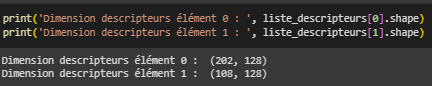 print('Dimension descripteurs élément 0 : ', liste_descripteurs[0].shape)
print('Dimension descripteurs élément 1 : ', liste_descripteurs[1].shape)
Dimension descripteurs élément 0 :  (202, 128)
Dimension descripteurs élément 1 :  (108, 128)